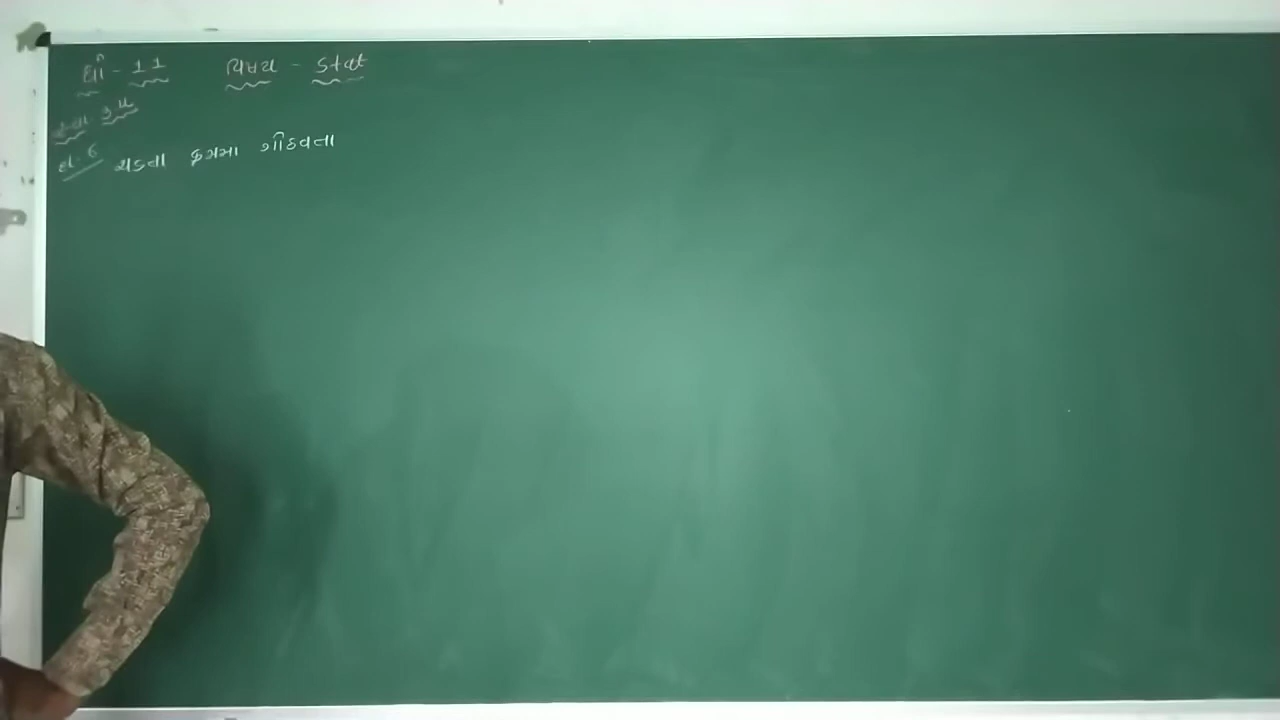 ધો - 11 વિષય - Stat
દા. 6 ચડતા ક્રમમા ગોઠવતા